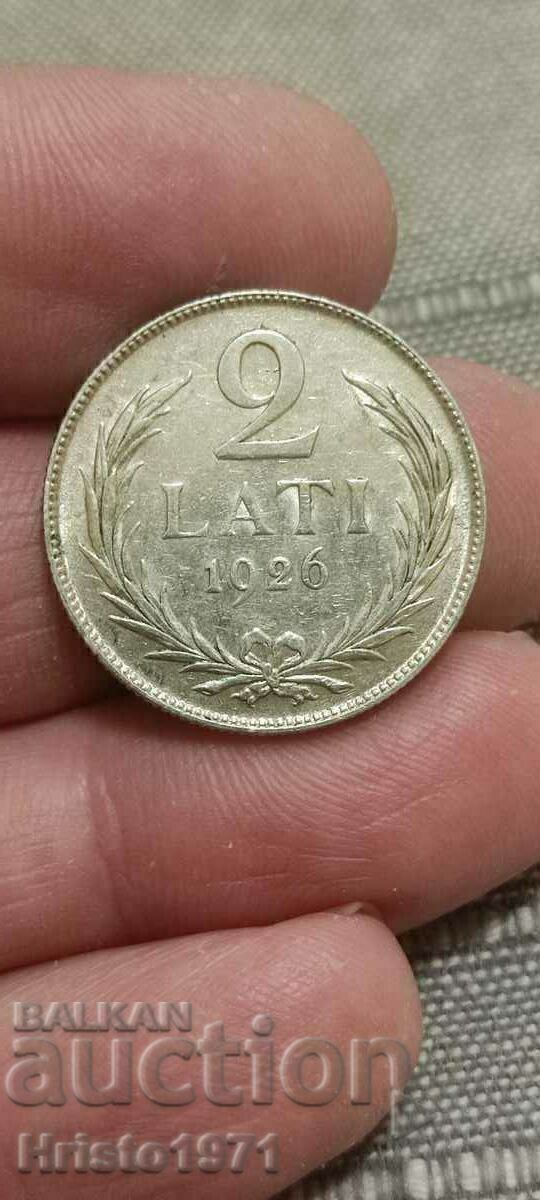 2
LATI
1926
BALKAN
auction
Hristo1971